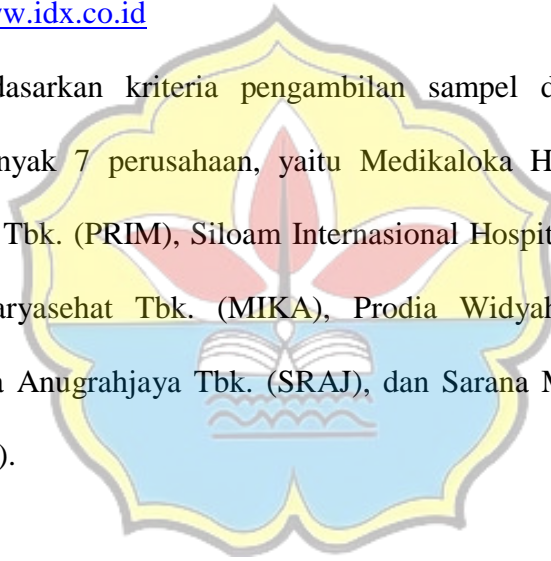 ww.idx.co.id
dasarkan kriteria pengambilan sampel d
nyak 7 perusahaan, yaitu Medikaloka H
Tbk. (PRIM), Siloam Internasional Hospit
aryasehat Tbk. (MIKA), Prodia Widyah
a Anugrahjaya Tbk. (SRAJ), dan Sarana M
).